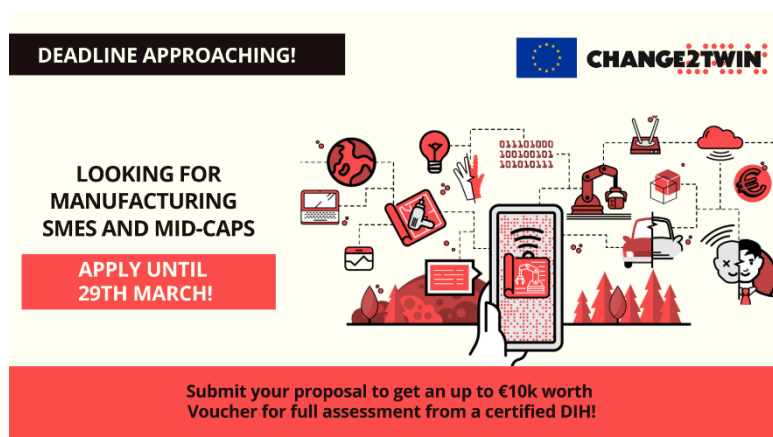 DEADLINE APPROACHING!
CHANGE2TWIN
LOOKING FOR
MANUFACTURING
SMES AND MID-CAPS
APPLY UNTIL
29TH MARCH!
011101000
100100101
101010111
Submit your proposal to get an up to €10k worth
Voucher for full assessment from a certified DIH!